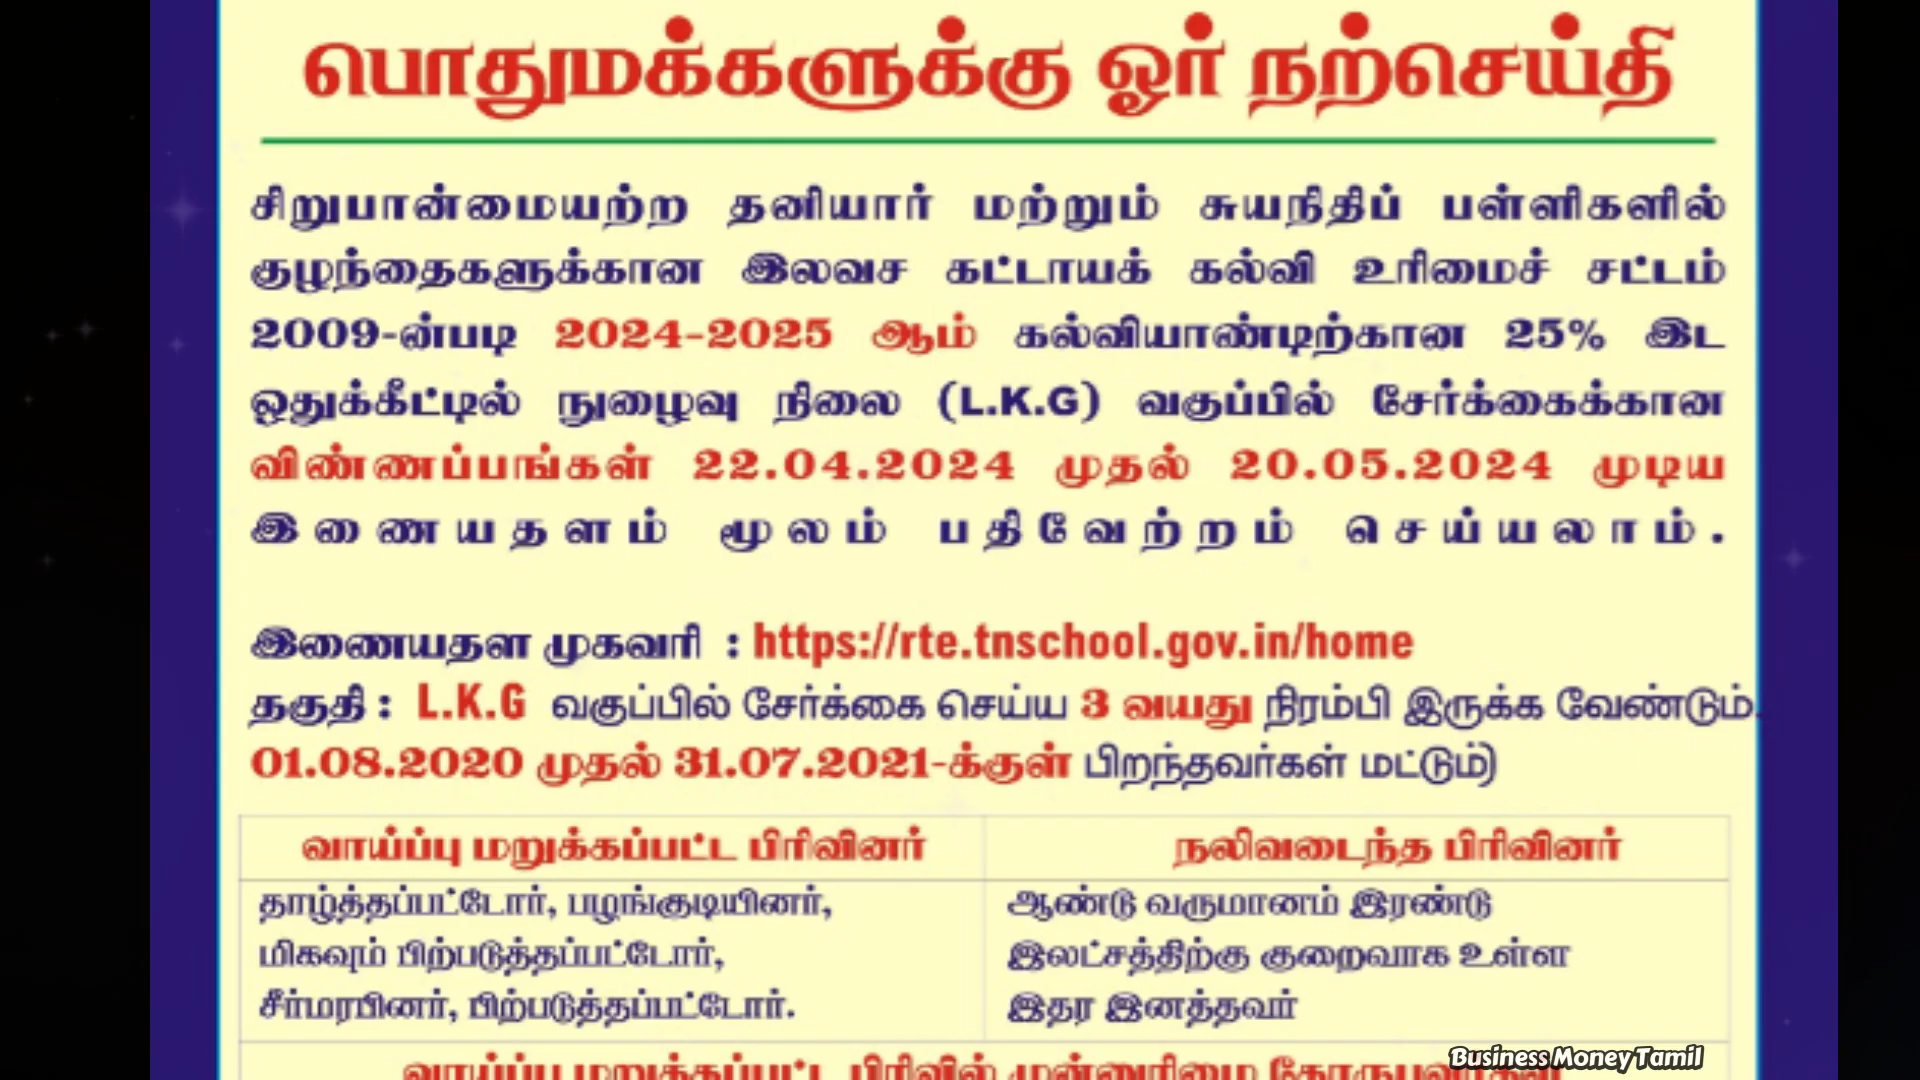 பொதுமக்களுக்கு ஓர் நற்செய்தி
சிறுபான்மையற்ற தனியார் மற்றும் சுயநிதிப் பள்ளிகளில்
குழந்தைகளுக்கான இலவச கட்டாயக் கல்வி உரிமைச் சட்டம்
2009-ன்படி 2024-2025 ஆம் கல்வியாண்டிற்கான 25% இட
ஒதுக்கீட்டில் நுழைவு நிலை (L.K.G) வகுப்பில் சேர்க்கைக்கான
விண்ணப்பங்கள் 22.04.2024 முதல் 20.05.2024 முடிய
இணையதளம் மூலம் பதிவேற்றம் செய்யலாம்.
இணையதள முகவரி : https://rte.tnschool.gov.in/home
தகுதி : L.K.G வகுப்பில் சேர்க்கை செய்ய 3 வயது நிரம்பி இருக்க வேண்டும்.
01.08.2020 முதல் 31.07.2021-க்குள் பிறந்தவர்கள் மட்டும்)
வாய்ப்பு மறுக்கப்பட்ட பிரிவினர்
நலிவடைந்த பிரிவினர்
தாழ்த்தப்பட்டோர், பழங்குடியினர்,
மிகவும் பிற்படுத்தப்பட்டோர்,
சீர்மரபினர், பிற்படுத்தப்பட்டோர்.
ஆண்டு வருமானம் இரண்டு
இலட்சத்திற்கு குறைவாக உள்ள
இதர இனத்தவர்
வாய்ப்பு மறுக்கப்பட்ட பிரிவில் முன்னுரிமை கோருபவர்கள்
Business Money Tamil